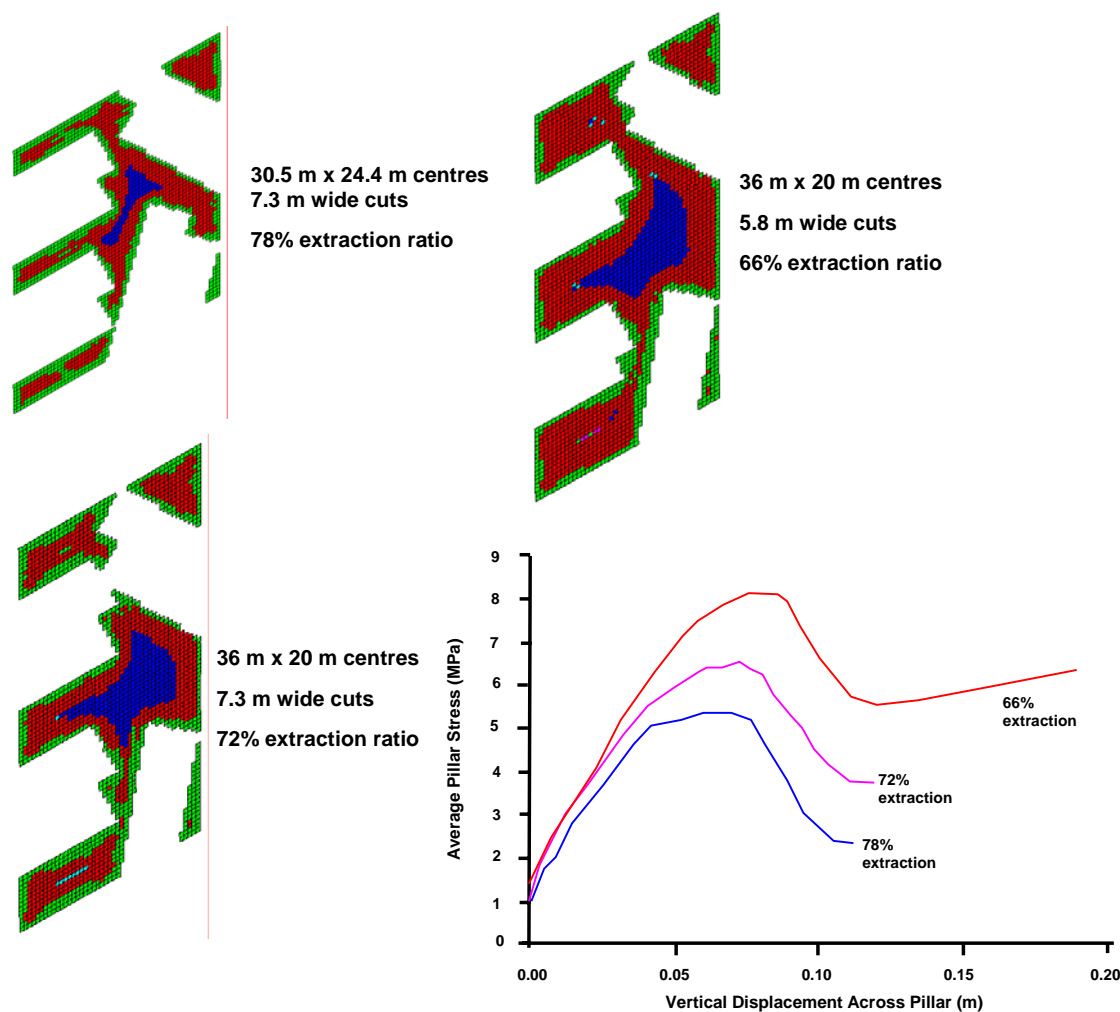 30.5 m x 24.4 m centres
7.3 m wide cuts
78% extraction ratio
36 m x 20 m centres
5.8 m wide cuts
66% extraction ratio
36 m x 20 m centres
7.3 m wide cuts
72% extraction ratio
Average Pillar Stress (MPa)
9
8
7
6
5
4
3
2
1
0
66%
extraction
72%
extraction
78%
extraction
0.00
0.05
0.10
0.15
0.20
Vertical Displacement Across Pillar (m)